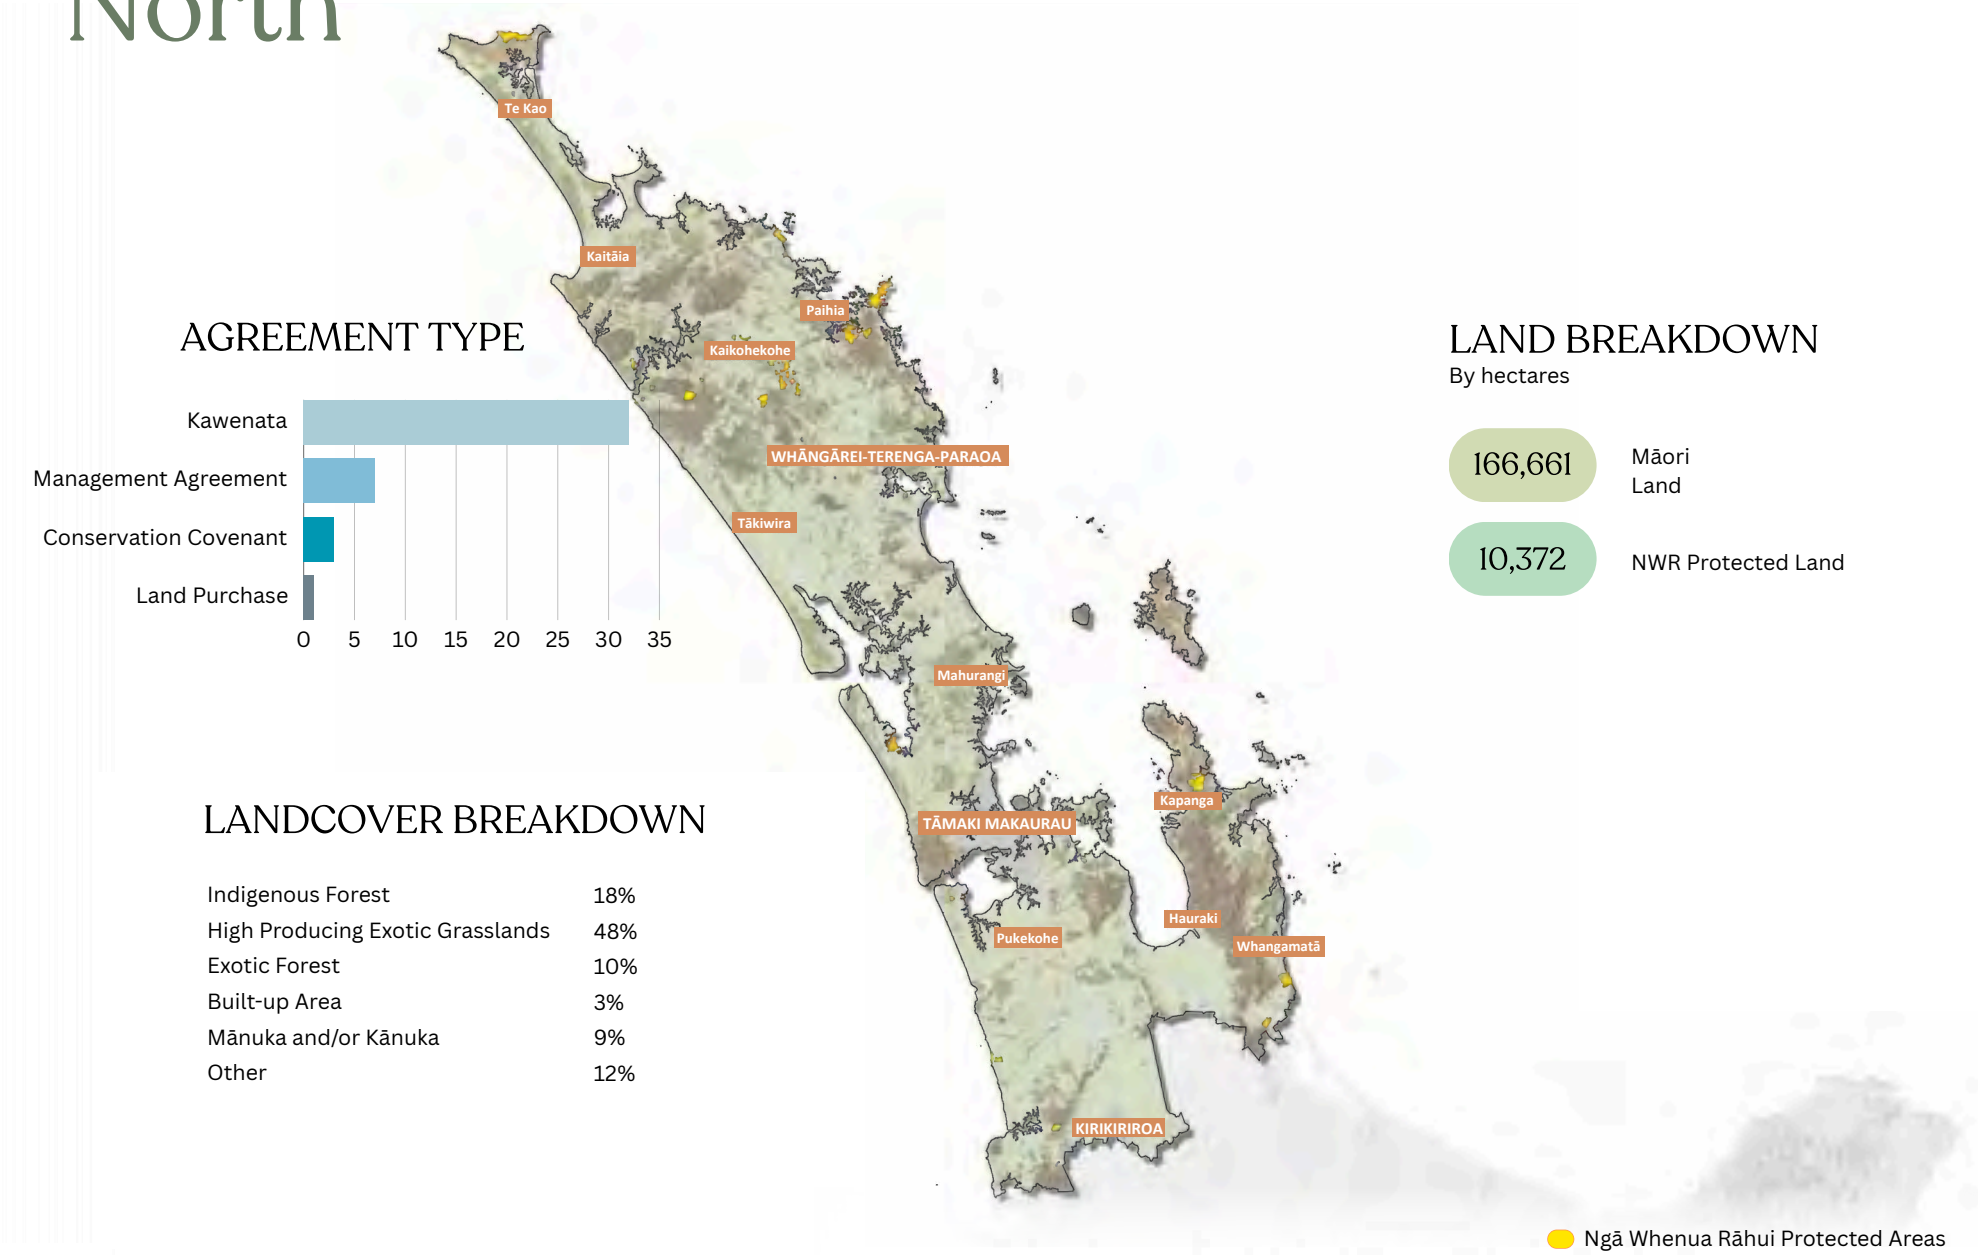 North
Te Kao
Kaitāia
Paihia
Kaikohekohe
WHĀNGĀREI-TERENGA-PARAOA
Tākiwira
Mahurangi
Kapanga
TĀMAKI MAKAURAU
Hauraki
Pukekohe
Whangamatā
KIRIKIRIROA
AGREEMENT TYPE
Kawenata
Management Agreement
Conservation Covenant
Land Purchase
0 5 10 15 20 25 30 35
LANDCOVER BREAKDOWN
Indigenous Forest 18%
High Producing Exotic Grasslands 48%
Exotic Forest 10%
Built-up Area 3%
Mānuka and/or Kānuka 9%
Other 12%
LAND BREAKDOWN
By hectares
166,661 Māori
Land
10,372 NWR Protected Land
Ngā Whenua Rāhui Protected Areas